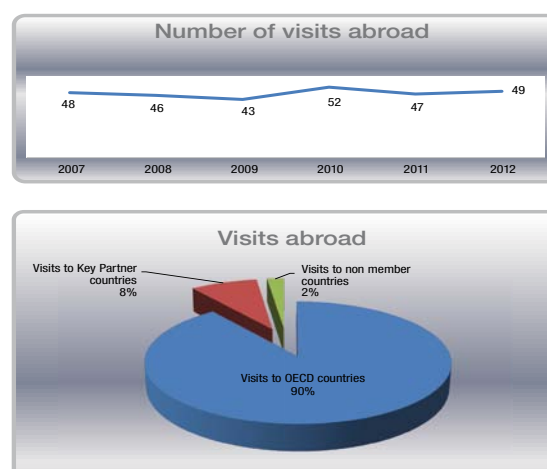 Number of visits abroad
48 46 43 52 47 49
2007 2008 2009 2010 2011 2012
Visits abroad
Visits to Key Partner
countries
8%
Visits to non member
countries
2%
Visits to OECD countries
90%